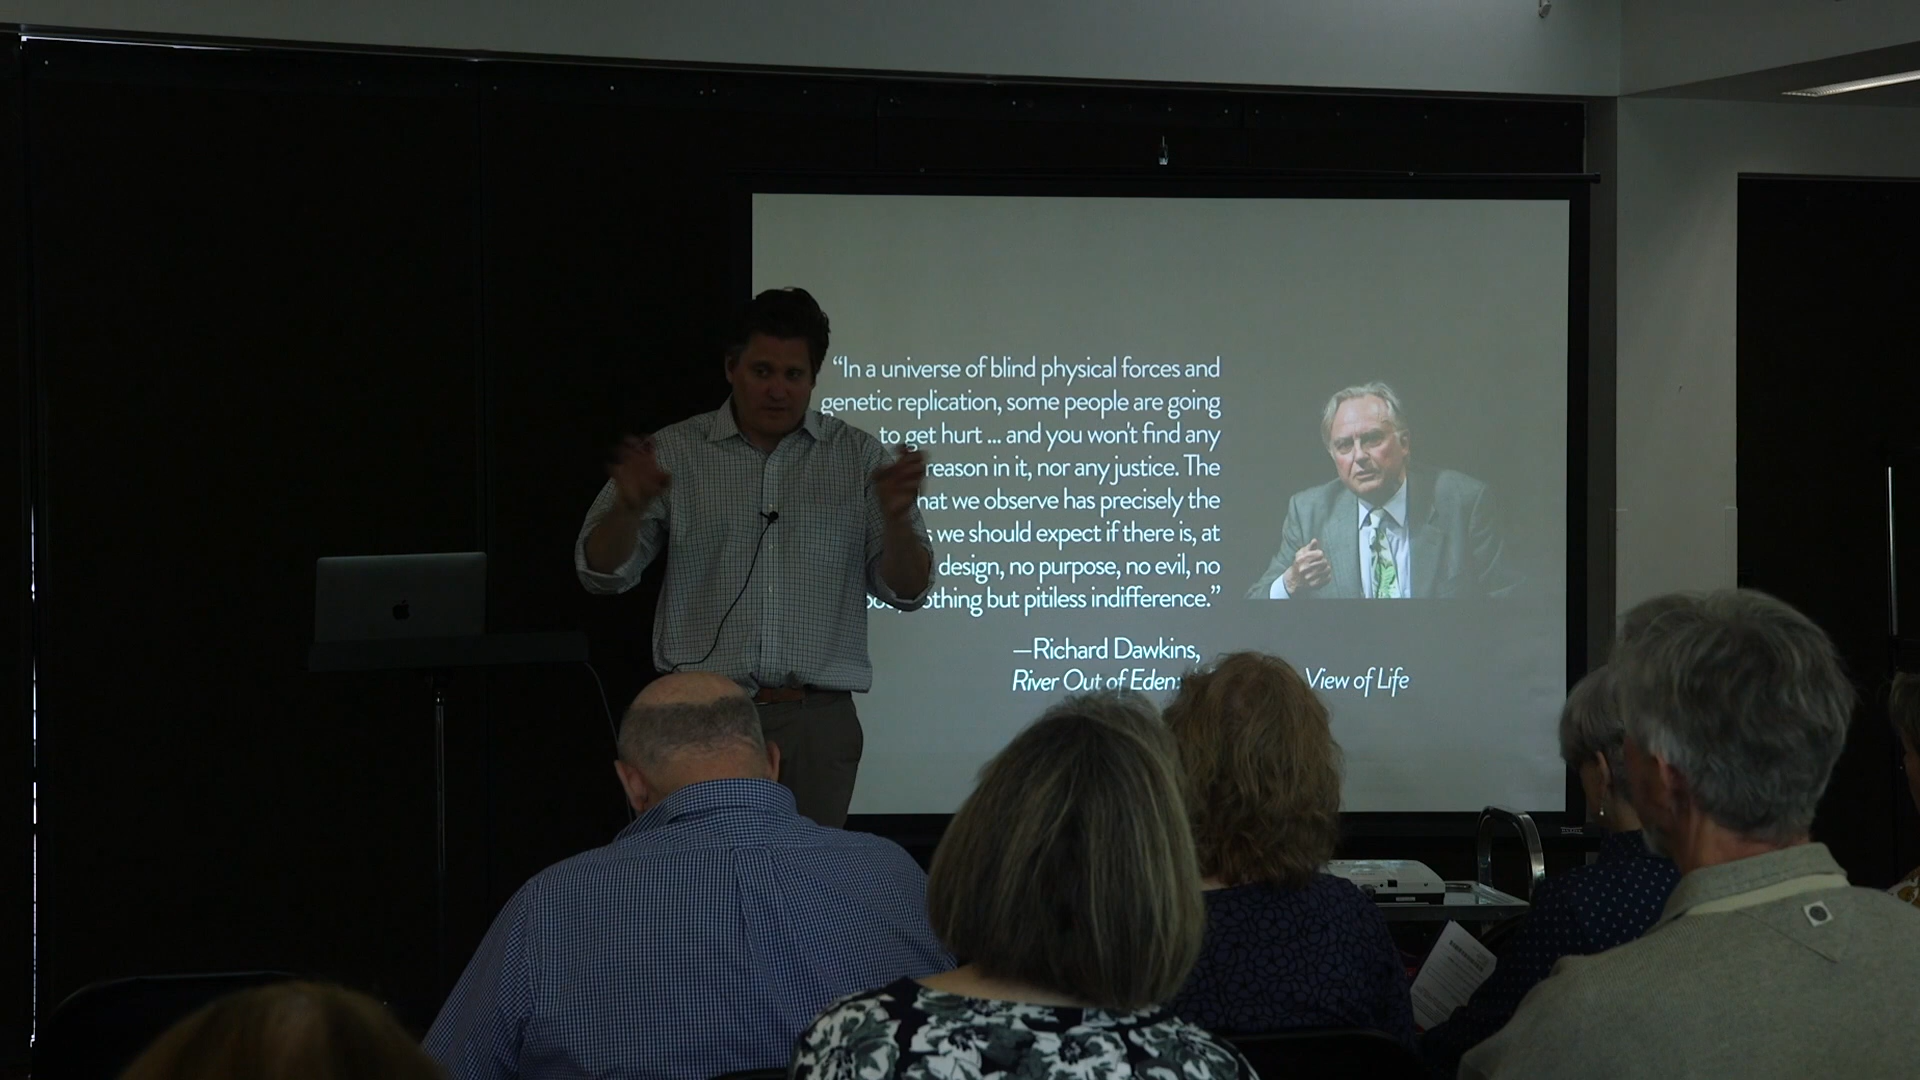 “In a universe of blind physical forces and
genetic replication, some people are going
to get hurt ... and you won't find any
reason in it, nor any justice. The
we observe has precisely the
we should expect if there is, at
design, no purpose, no evil, no
nothing but pitiless indifference.”
—Richard Dawkins,
River Out of Eden: View of Life